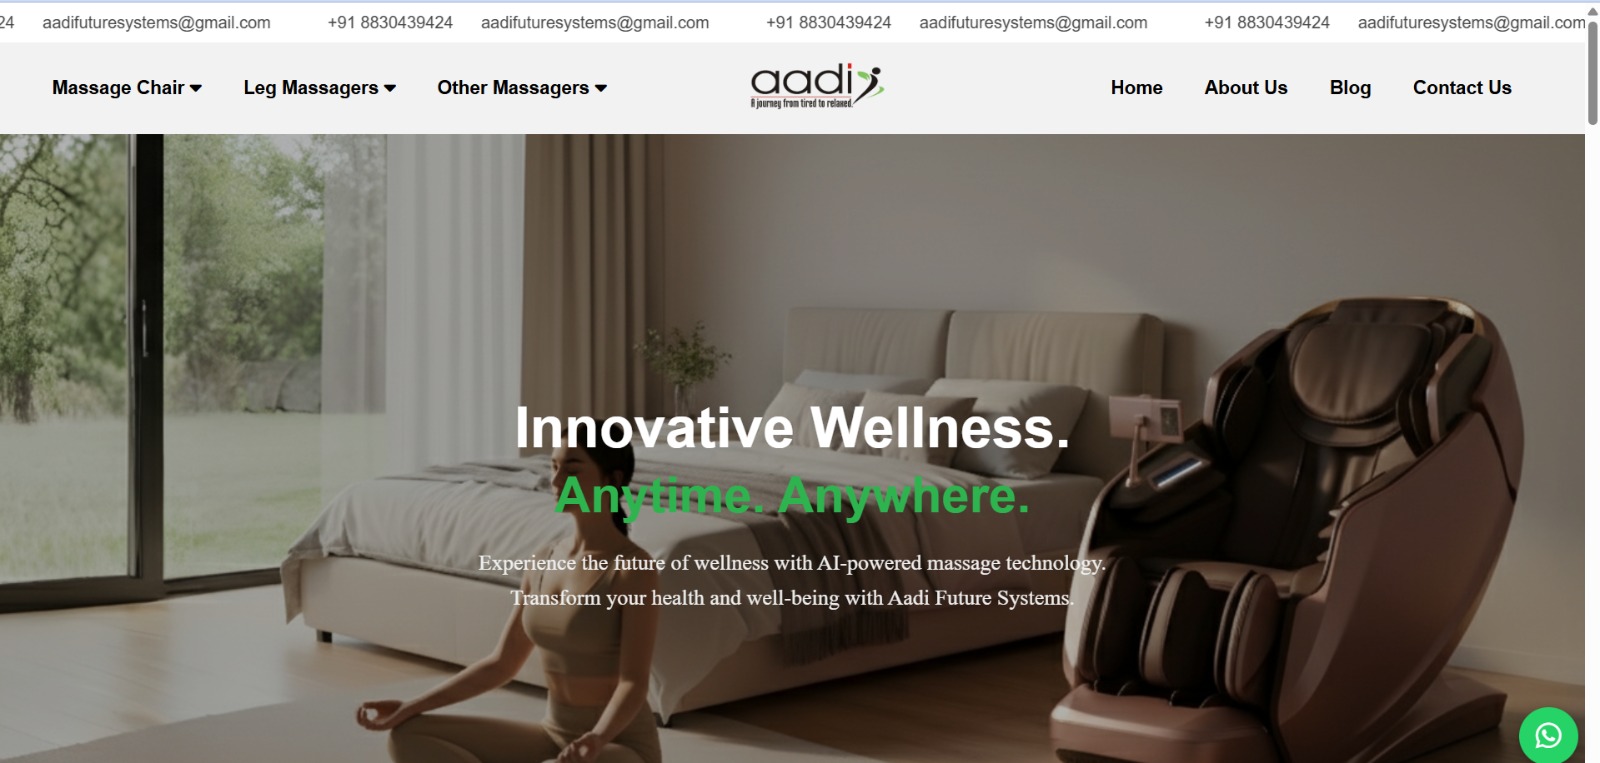 24 aadifuturesystems@gmail.com +91 8830439424 aadifuturesystems@gmail.com +91 8830439424 aadifuturesystems@gmail.com +91 8830439424 aadifuturesystems@gmail.com
Massage Chair Leg Massagers Other Massagers aadi Home About Us Blog Contact Us
A journey from tired to relaxed.
Innovative Wellness.
Anytime. Anywhere.
Experience the future of wellness with AI-powered massage technology.
Transform your health and well-being with Aadi Future Systems.